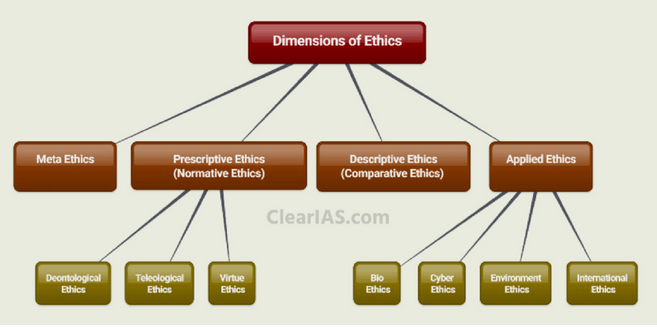 Dimensions of Ethics
Meta Ethics
Prescriptive Ethics
(Normative Ethics)
Descriptive Ethics
(Comparative Ethics)
Applied Ethics
ClearIAS.com
Deontological
Ethics
Teleological
Ethics
Virtue
Ethics
Bio
Ethics
Cyber
Ethics
Environment
Ethics
International
Ethics